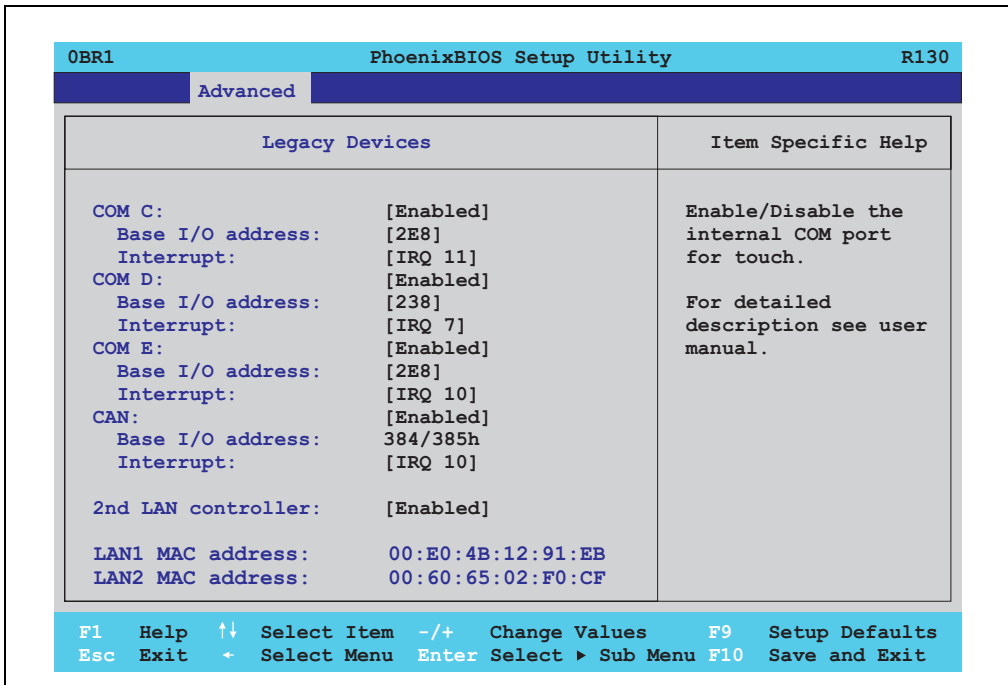 0BR1 PhoenixBIOS Setup Utility R130
Advanced
Legacy Devices Item Specific Help
COM C: [Enabled] Enable/Disable the
Base I/O address: [2E8] internal COM port
Interrupt: [IRQ 11] for touch.
COM D: [Enabled]
Base I/O address: [238] For detailed
Interrupt: [IRQ 7] description see user
COM E: [Enabled] manual.
Base I/O address: [2E8]
Interrupt: [IRQ 10]
CAN: [Enabled]
Base I/O address: 384/385h
Interrupt: [IRQ 10]
2nd LAN controller: [Enabled]
LAN1 MAC address: 00:E0:4B:12:91:EB
LAN2 MAC address: 00:60:65:02:F0:CF
F1 Help ↑↓ Select Item -/+ Change Values F9 Setup Defaults
Esc Exit ← Select Menu Enter Select ▶ Sub Menu F10 Save and Exit